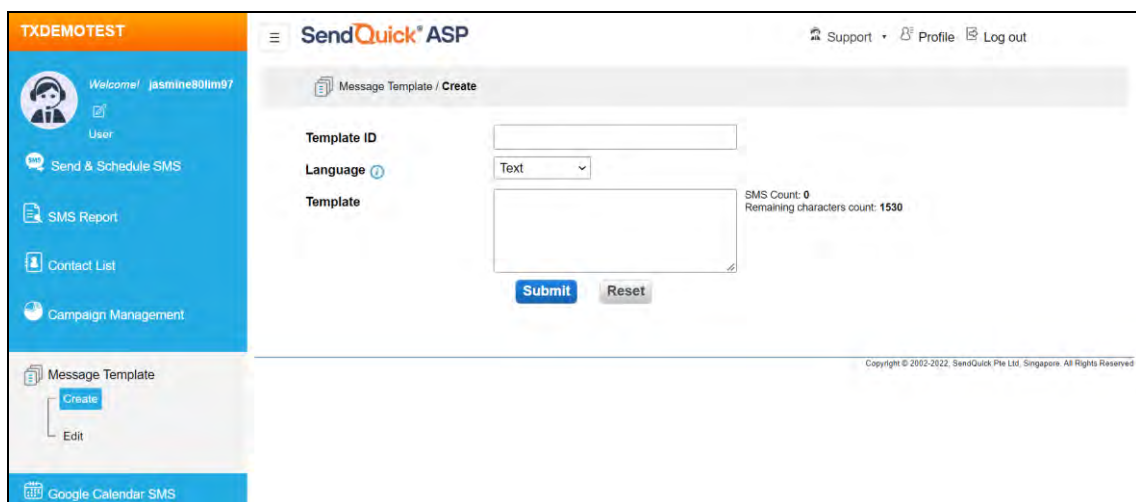 TXDEMOTEST
Welcome! jasmine80lim97
User
Send & Schedule SMS
SMS Report
Contact List
Campaign Management
Message Template
Create
Edit
Google Calendar SMS
☰ SendQuick® ASP
Support Profile Log out
Message Template / Create
Template ID
Language Text
Template
SMS Count: 0
Remaining characters count: 1530
Submit Reset
Copyright © 2002-2022, SendQuick Pte Ltd, Singapore. All Rights Reserved